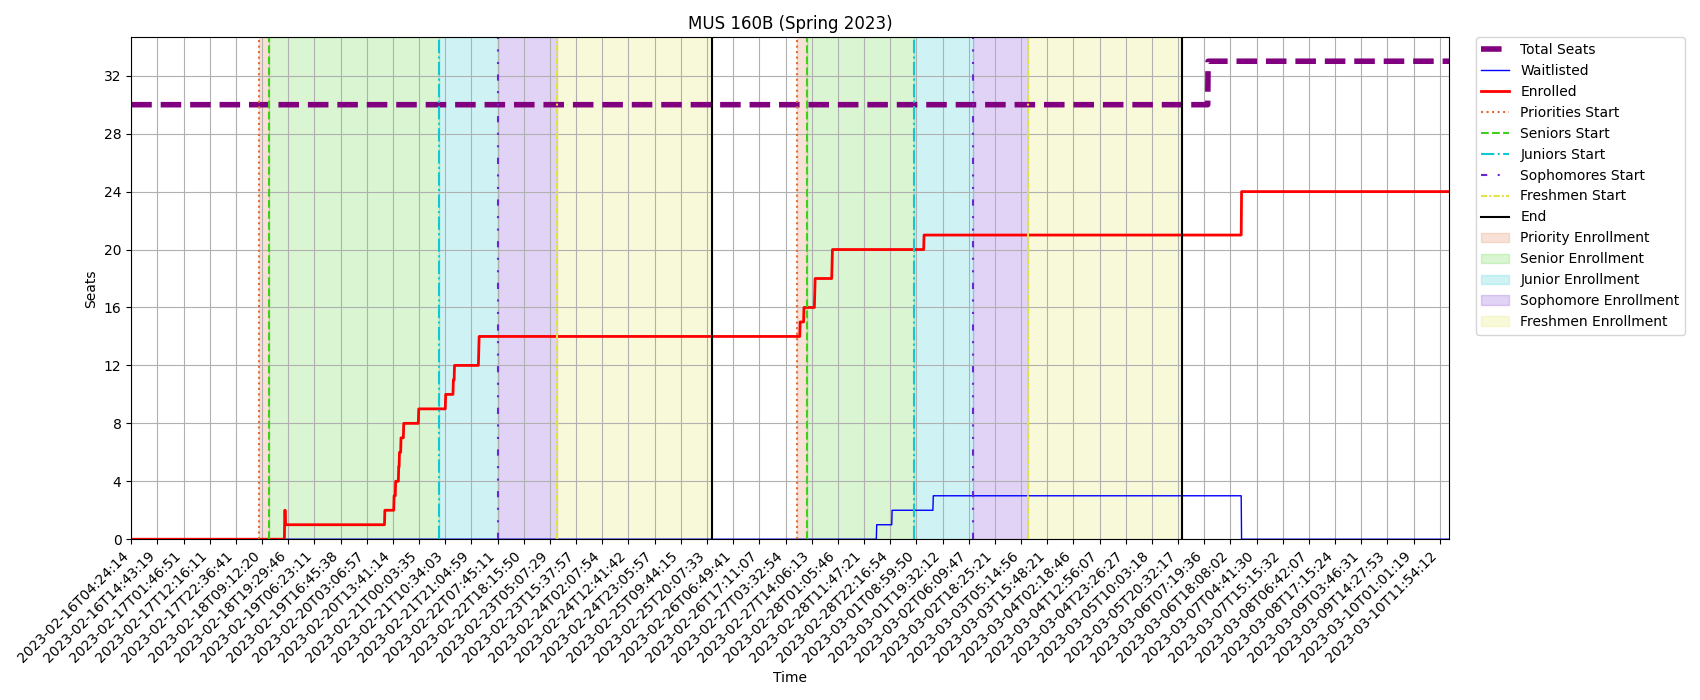 MUS 160B (Spring 2023)
Seats
32
28
24
20
16
12
8
4
0
2023-02-16T04:24:14
2023-02-16T14:43:19
2023-02-17T01:46:51
2023-02-17T12:16:11
2023-02-17T22:36:41
2023-02-18T09:12:20
2023-02-18T19:29:46
2023-02-19T06:23:11
2023-02-19T16:45:38
2023-02-20T03:06:57
2023-02-20T13:41:14
2023-02-21T00:03:35
2023-02-21T10:34:03
2023-02-21T21:04:59
2023-02-22T07:45:11
2023-02-22T18:15:50
2023-02-23T05:07:29
2023-02-23T15:37:57
2023-02-24T02:07:54
2023-02-24T12:41:42
2023-02-24T23:05:57
2023-02-25T09:44:15
2023-02-25T20:07:33
2023-02-26T06:49:41
2023-02-26T17:11:07
2023-02-27T03:32:54
2023-02-27T14:06:13
2023-02-28T01:05:46
2023-02-28T11:47:21
2023-02-28T22:16:54
2023-03-01T08:59:50
2023-03-01T19:32:12
2023-03-02T06:09:47
2023-03-02T18:25:21
2023-03-03T05:14:56
2023-03-03T15:48:21
2023-03-04T02:18:46
2023-03-04T12:56:07
2023-03-04T23:26:27
2023-03-05T10:03:18
2023-03-05T20:32:17
2023-03-06T07:19:36
2023-03-06T18:08:02
2023-03-07T04:41:30
2023-03-07T15:15:32
2023-03-08T06:42:07
2023-03-08T17:15:24
2023-03-09T03:46:31
2023-03-09T14:27:53
2023-03-10T01:01:19
2023-03-10T11:54:12
Time
Total Seats
Waitlisted
Enrolled
Priorities Start
Seniors Start
Juniors Start
Sophomores Start
Freshmen Start
End
Priority Enrollment
Senior Enrollment
Junior Enrollment
Sophomore Enrollment
Freshmen Enrollment